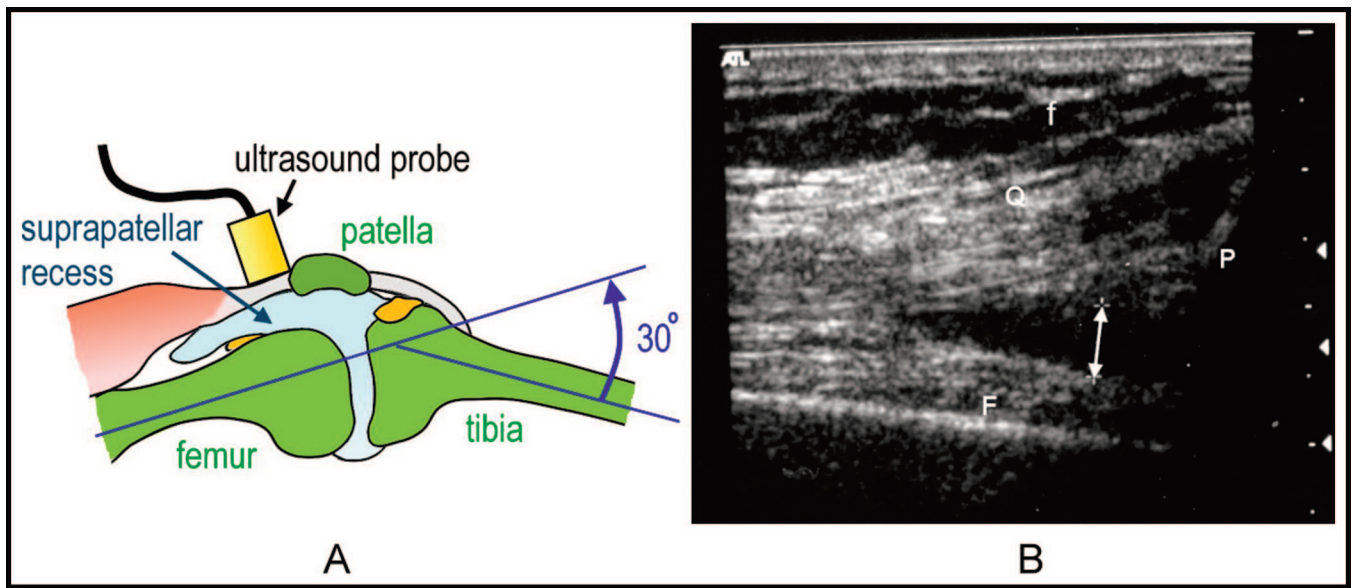 ultrasound probe
suprapatellar
recess
patella
30°
femur
tibia
A
ATL
f
Q
P
F
B